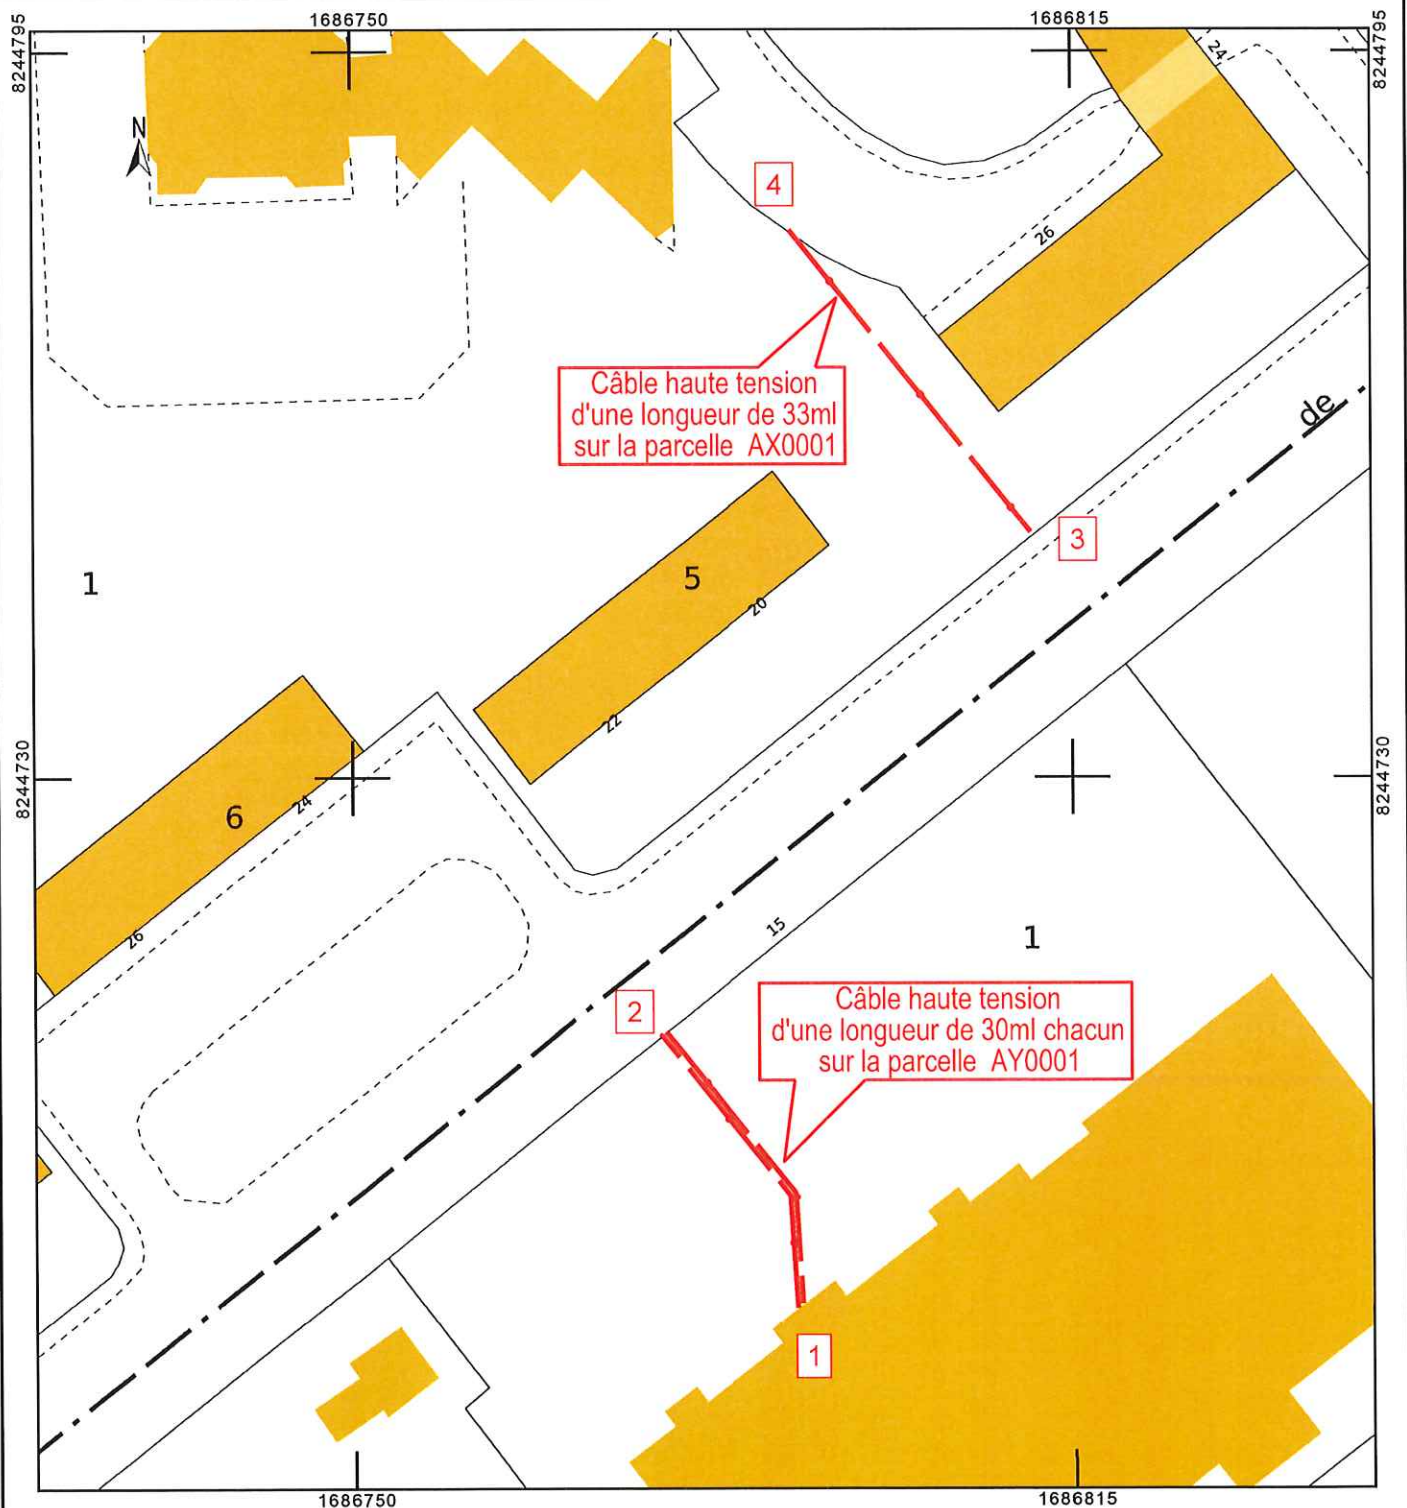 1686750
1686815
8244795
8244795
N
24
4
26
Câble haute tension
d'une longueur de 33ml
sur la parcelle AX0001
de
3
1
5
20
22
8244730
8244730
6
24
26
15
1
2
Câble haute tension
d'une longueur de 30ml chacun
sur la parcelle AY0001
1
1686750
1686815